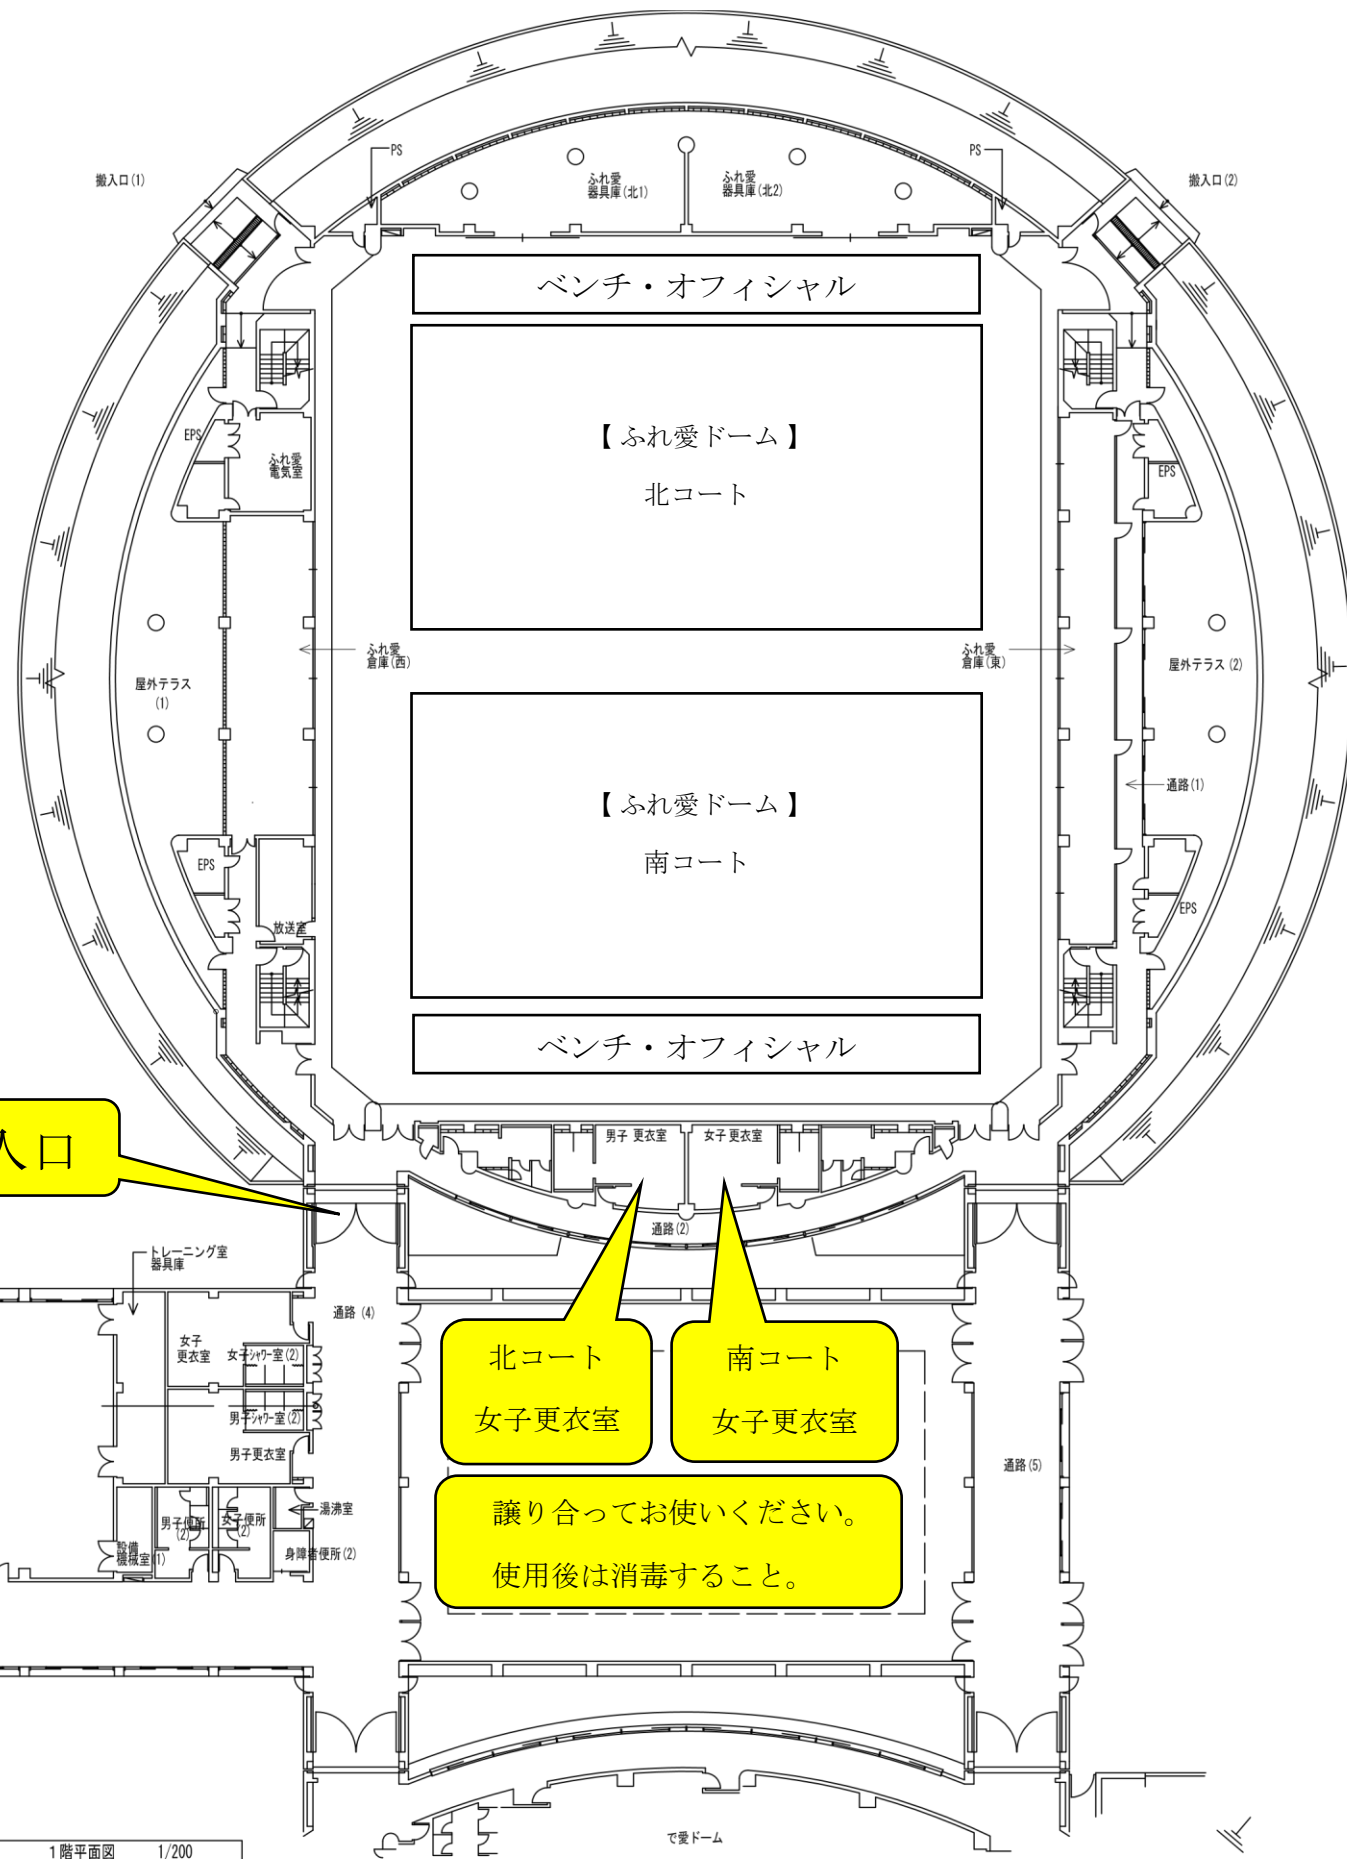 搬入口(1)
PS
ふれ愛
器具庫(北1)
ふれ愛
器具庫(北2)
PS
搬入口(2)
ベンチ・オフィシャル
【ふれ愛ドーム】
北コート
EPS
ふれ愛
電気室
EPS
ふれ愛
倉庫(西)
ふれ愛
倉庫(東)
屋外テラス
(1)
屋外テラス(2)
【ふれ愛ドーム】
南コート
通路(1)
EPS
放送室
EPS
ベンチ・オフィシャル
入口
男子 更衣室
女子 更衣室
通路(2)
トレーニング室
器具庫
通路(4)
女子
更衣室
女子シャワー室(2)
男子シャワー室(2)
男子更衣室
北コート
女子更衣室
南コート
女子更衣室
通路(5)
譲り合ってお使いください。
使用後は消毒すること。
湯沸室
男子便所
(2)
女子便所
(2)
設備
機械室(1)
身障者便所(2)
で愛ドーム
1階平面図 1/200